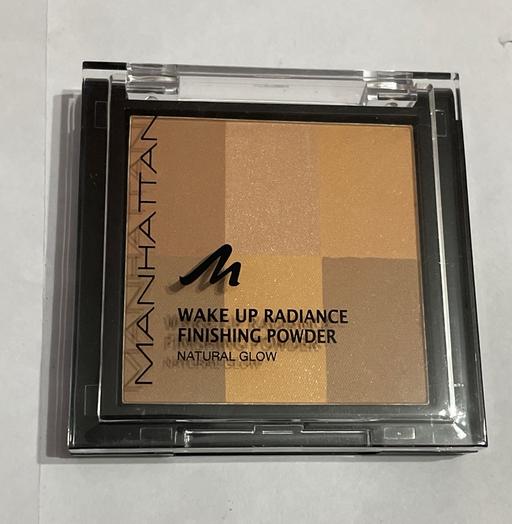 MANHATTAN
M
WAKE UP RADIANCE
FINISHING POWDER
NATURAL GLOW